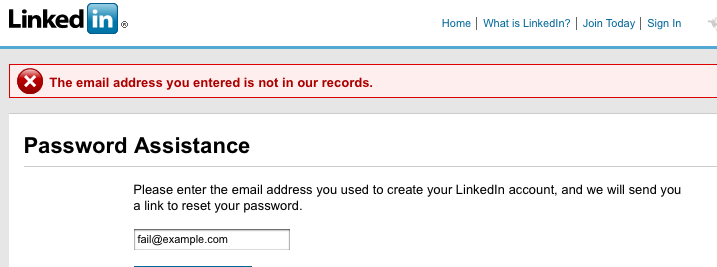 Linked in ®
Home | What is LinkedIn? | Join Today | Sign In
The email address you entered is not in our records.
Password Assistance
Please enter the email address you used to create your LinkedIn account, and we will send you
a link to reset your password.
fail@example.com